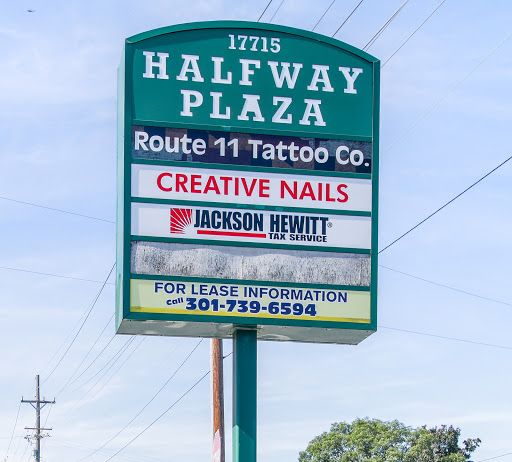 17715
HALFWAY
PLAZA
Route 11 Tattoo Co.
CREATIVE NAILS
JACKSON HEWITT®
TAX SERVICE
FOR LEASE INFORMATION
call 301-739-6594